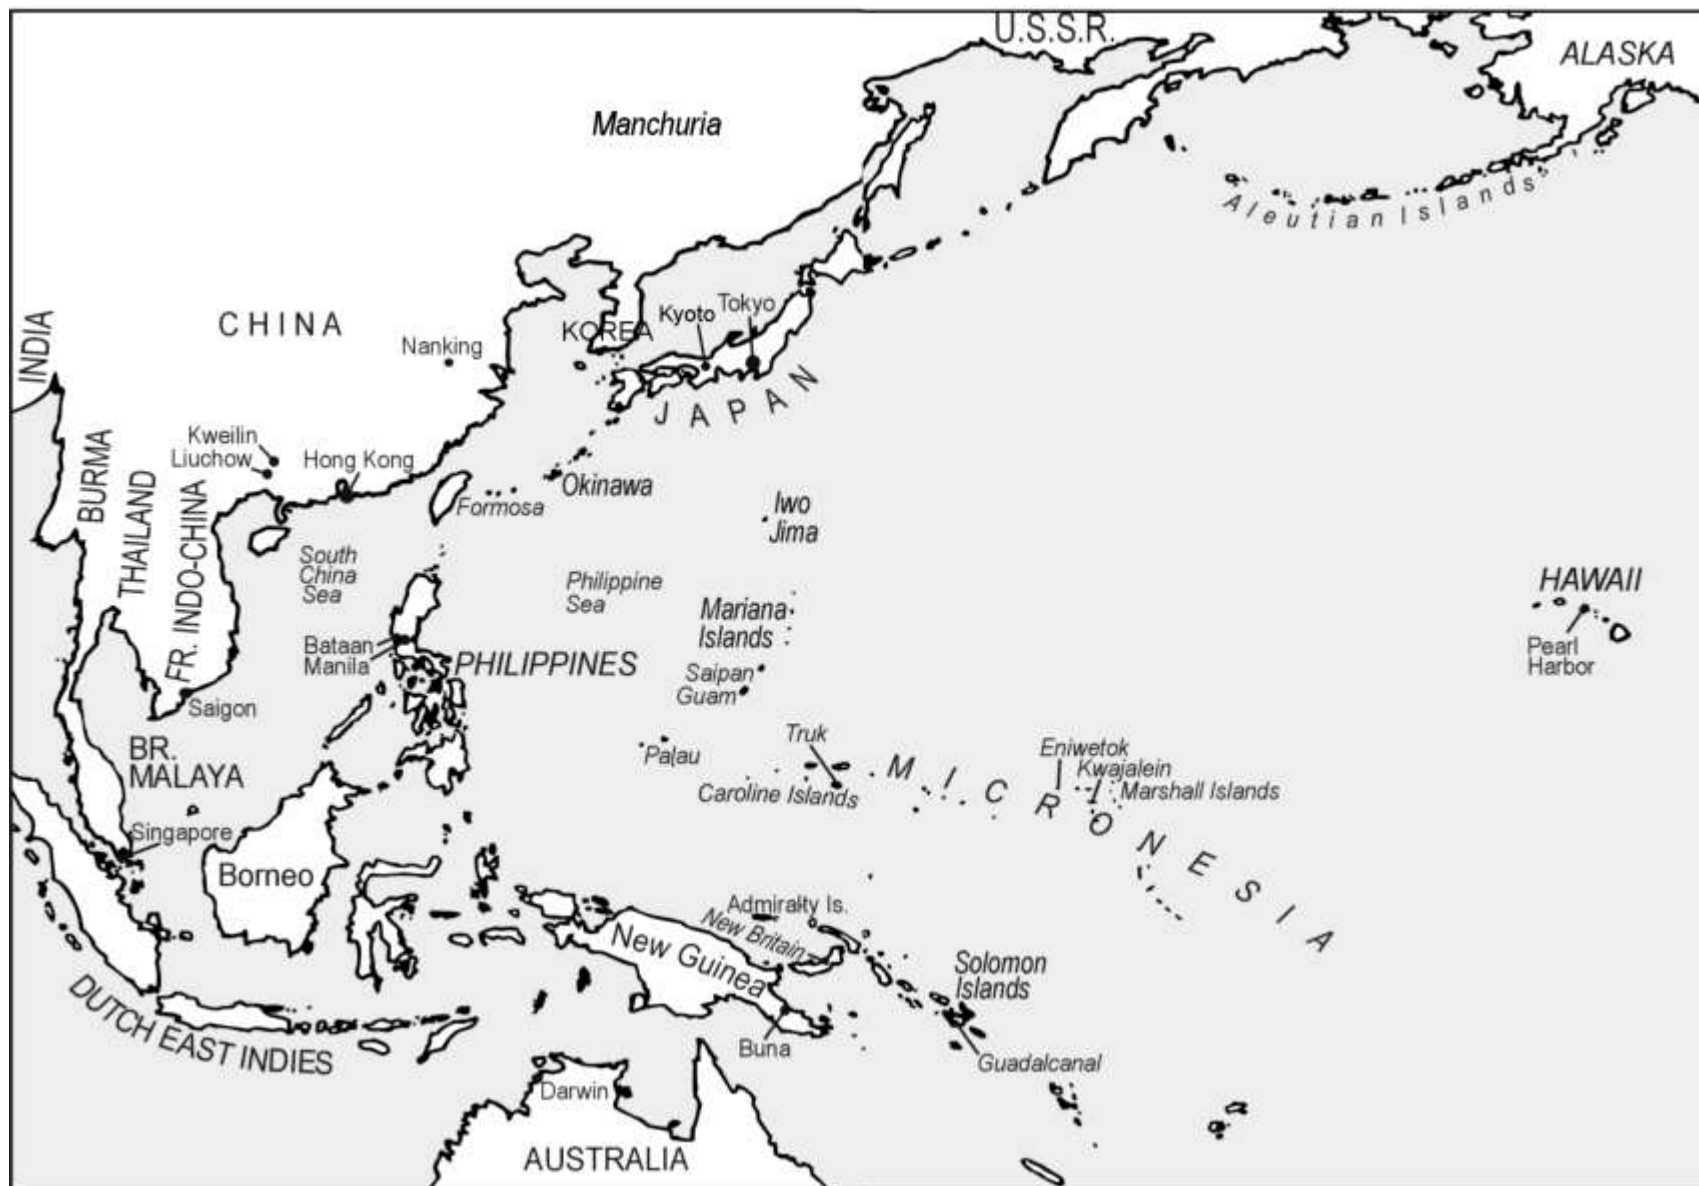 U.S.S.R.
ALASKA
Manchuria
Aleutian Islands
CHINA
INDIA
Nanking
KOREA
Kyoto
Tokyo
JAPAN
Kweilin
Liuchow
Hong Kong
BURMA
THAILAND
FR. INDO-CHINA
Formosa
Okinawa
Iwo
Jima
South
China
Sea
Philippine
Sea
Mariana
Islands
HAWAII
Pearl
Harbor
Bataan
Manila
PHILIPPINES
Saipan
Guam
Saigon
BR.
MALAYA
Palau
Truk
Caroline Islands
MICRONESIA
Eniwetok
Kwajalein
Marshall Islands
Singapore
Borneo
Admiralty Is.
New Britain
New Guinea
Solomon
Islands
DUTCH EAST INDIES
Buna
Guadalcanal
Darwin
AUSTRALIA